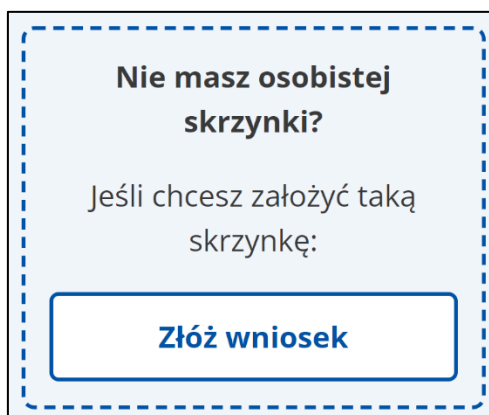 Nie masz osobistej
skrzynki?
Jeśli chcesz założyć taką
skrzynkę:
Złóż wniosek